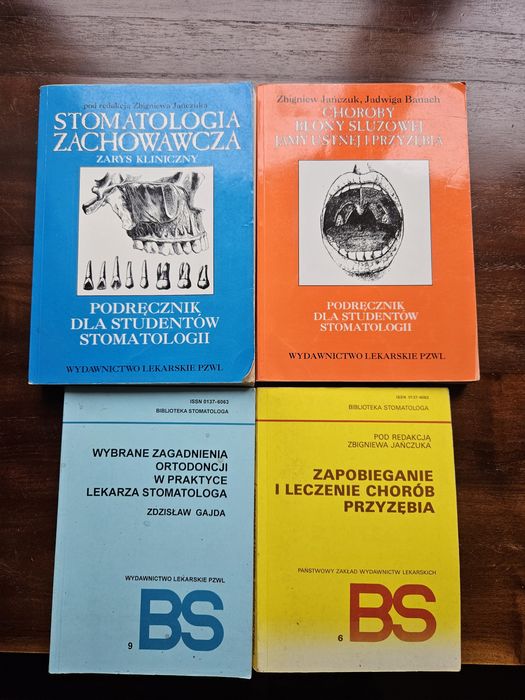 pod redakcją Zbigniewa Jańczuka
STOMATOLOGIA
ZACHOWAWCZA
ZARYS KLINICZNY
PODRĘCZNIK
DLA STUDENTÓW
STOMATOLOGII
WYDAWNICTWO LEKARSKIE PZWL
Zbigniew Jańczuk, Jadwiga Banach
CHOROBY
BŁONY ŚLUZOWEJ
JAMY USTNEJ I PRZYZĘBIA
PODRĘCZNIK
DLA STUDENTÓW
STOMATOLOGII
WYDAWNICTWO LEKARSKIE PZWL
ISSN 0137-6063
BIBLIOTEKA STOMATOLOGA
WYBRANE ZAGADNIENIA
ORTODONCJI
W PRAKTYCE
LEKARZA STOMATOLOGA
ZDZISŁAW GAJDA
WYDAWNICTWO LEKARSKIE PZWL
9 BS
ISSN 0137-6063
BIBLIOTEKA STOMATOLOGA
POD REDAKCJĄ
ZBIGNIEWA JAŃCZUKA
ZAPOBIEGANIE
I LECZENIE CHORÓB
PRZYZĘBIA
PAŃSTWOWY ZAKŁAD WYDAWNICTW LEKARSKICH
6 BS